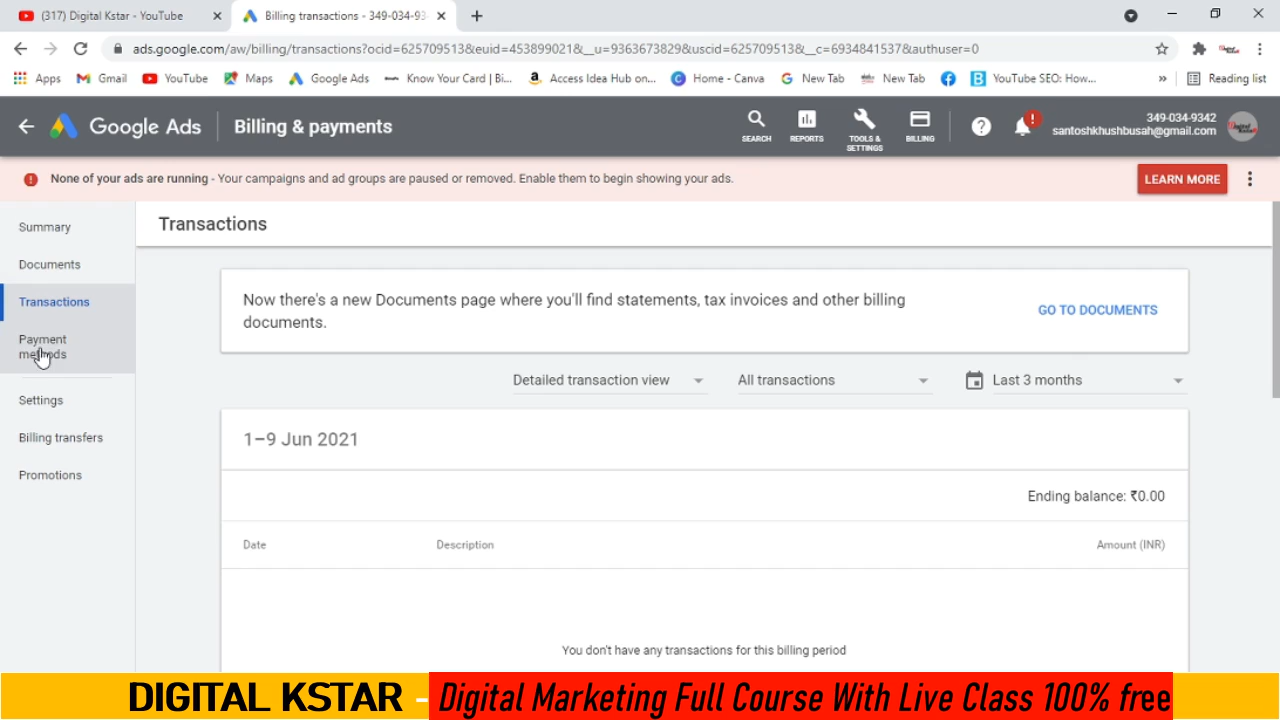 (317) Digital Kstar - YouTube
Billing transactions - 349-034-93
ads.google.com/aw/billing/transactions?ocid=625709513&euid=453899021&__u=9363673829&uscid=625709513&__c=6934841537&authuser=0
Apps
Gmail
YouTube
Maps
Google Ads
Know Your Card | Bi...
Access Idea Hub on...
Home - Canva
New Tab
New Tab
YouTube SEO: How...
»
Reading list
Google Ads
Billing & payments
SEARCH
REPORTS
TOOLS & SETTINGS
BILLING
349-034-9342
santoshkhushbusah@gmail.com
None of your ads are running - Your campaigns and ad groups are paused or removed. Enable them to begin showing your ads.
LEARN MORE
Summary
Documents
Transactions
Payment
methods
Settings
Billing transfers
Promotions
Transactions
Now there's a new Documents page where you'll find statements, tax invoices and other billing
documents.
GO TO DOCUMENTS
Detailed transaction view
All transactions
Last 3 months
1–9 Jun 2021
Ending balance: ₹0.00
Date
Description
Amount (INR)
You don't have any transactions for this billing period
DIGITAL KSTAR - Digital Marketing Full Course With Live Class 100% free